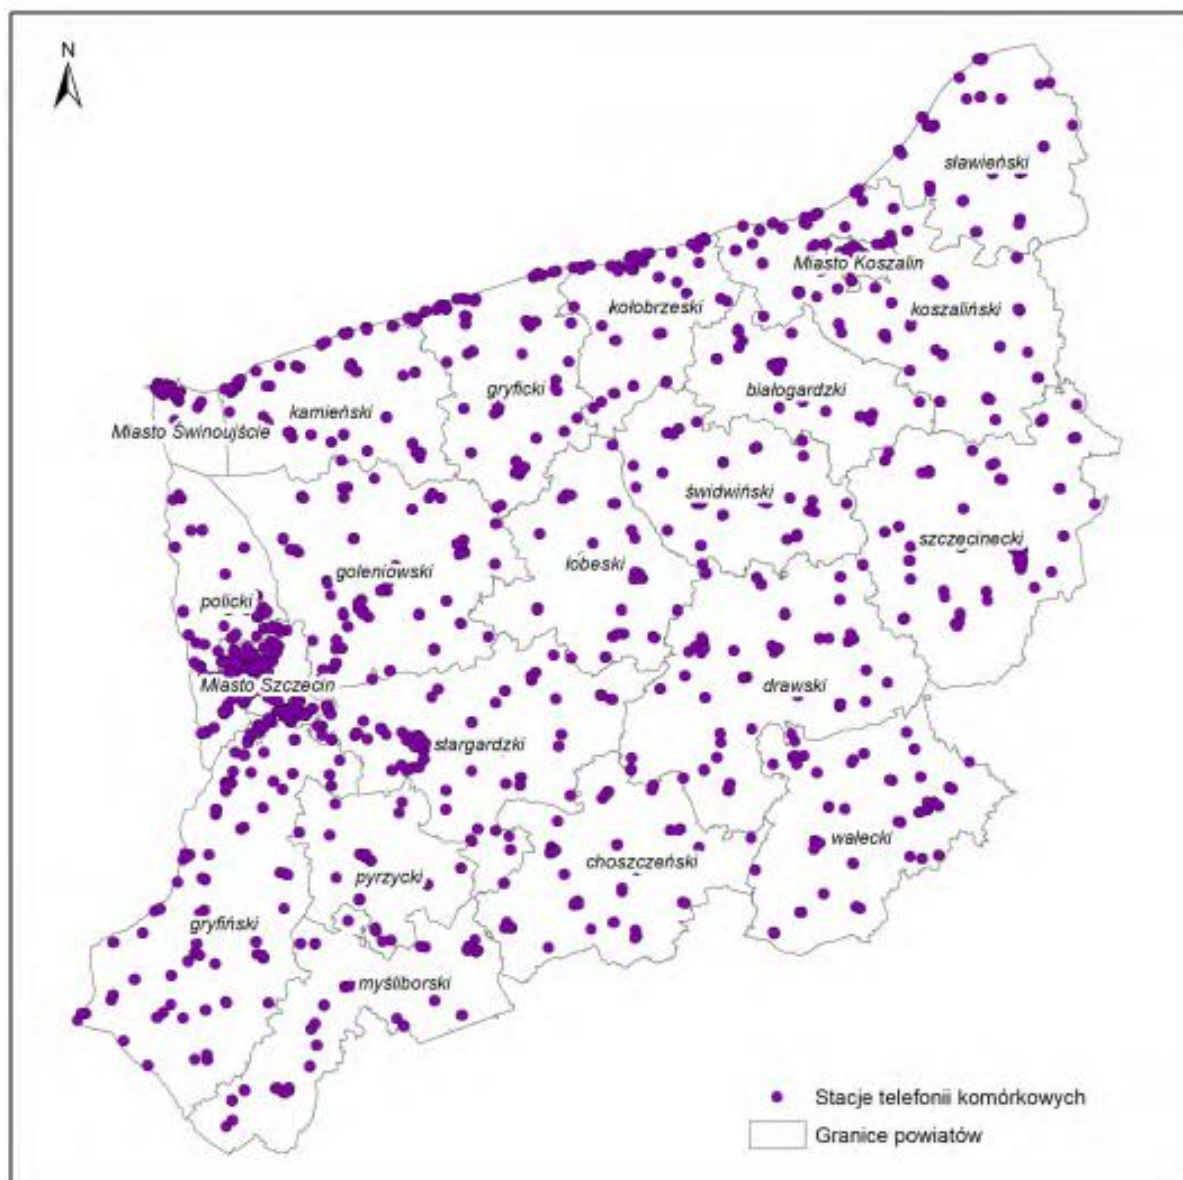 N
sławieński
Miasto Koszalin
kołobrzeski
koszaliński
gryficki
białogardzki
kamieński
Miasto Świnoujście
świdwiński
szczecinecki
goleniowski
łobeski
policki
Miasto Szczecin
drawski
stargardzki
wałecki
choszczeński
pyrzycki
gryfiński
myśliborski
Stacje telefonii komórkowych
Granice powiatów